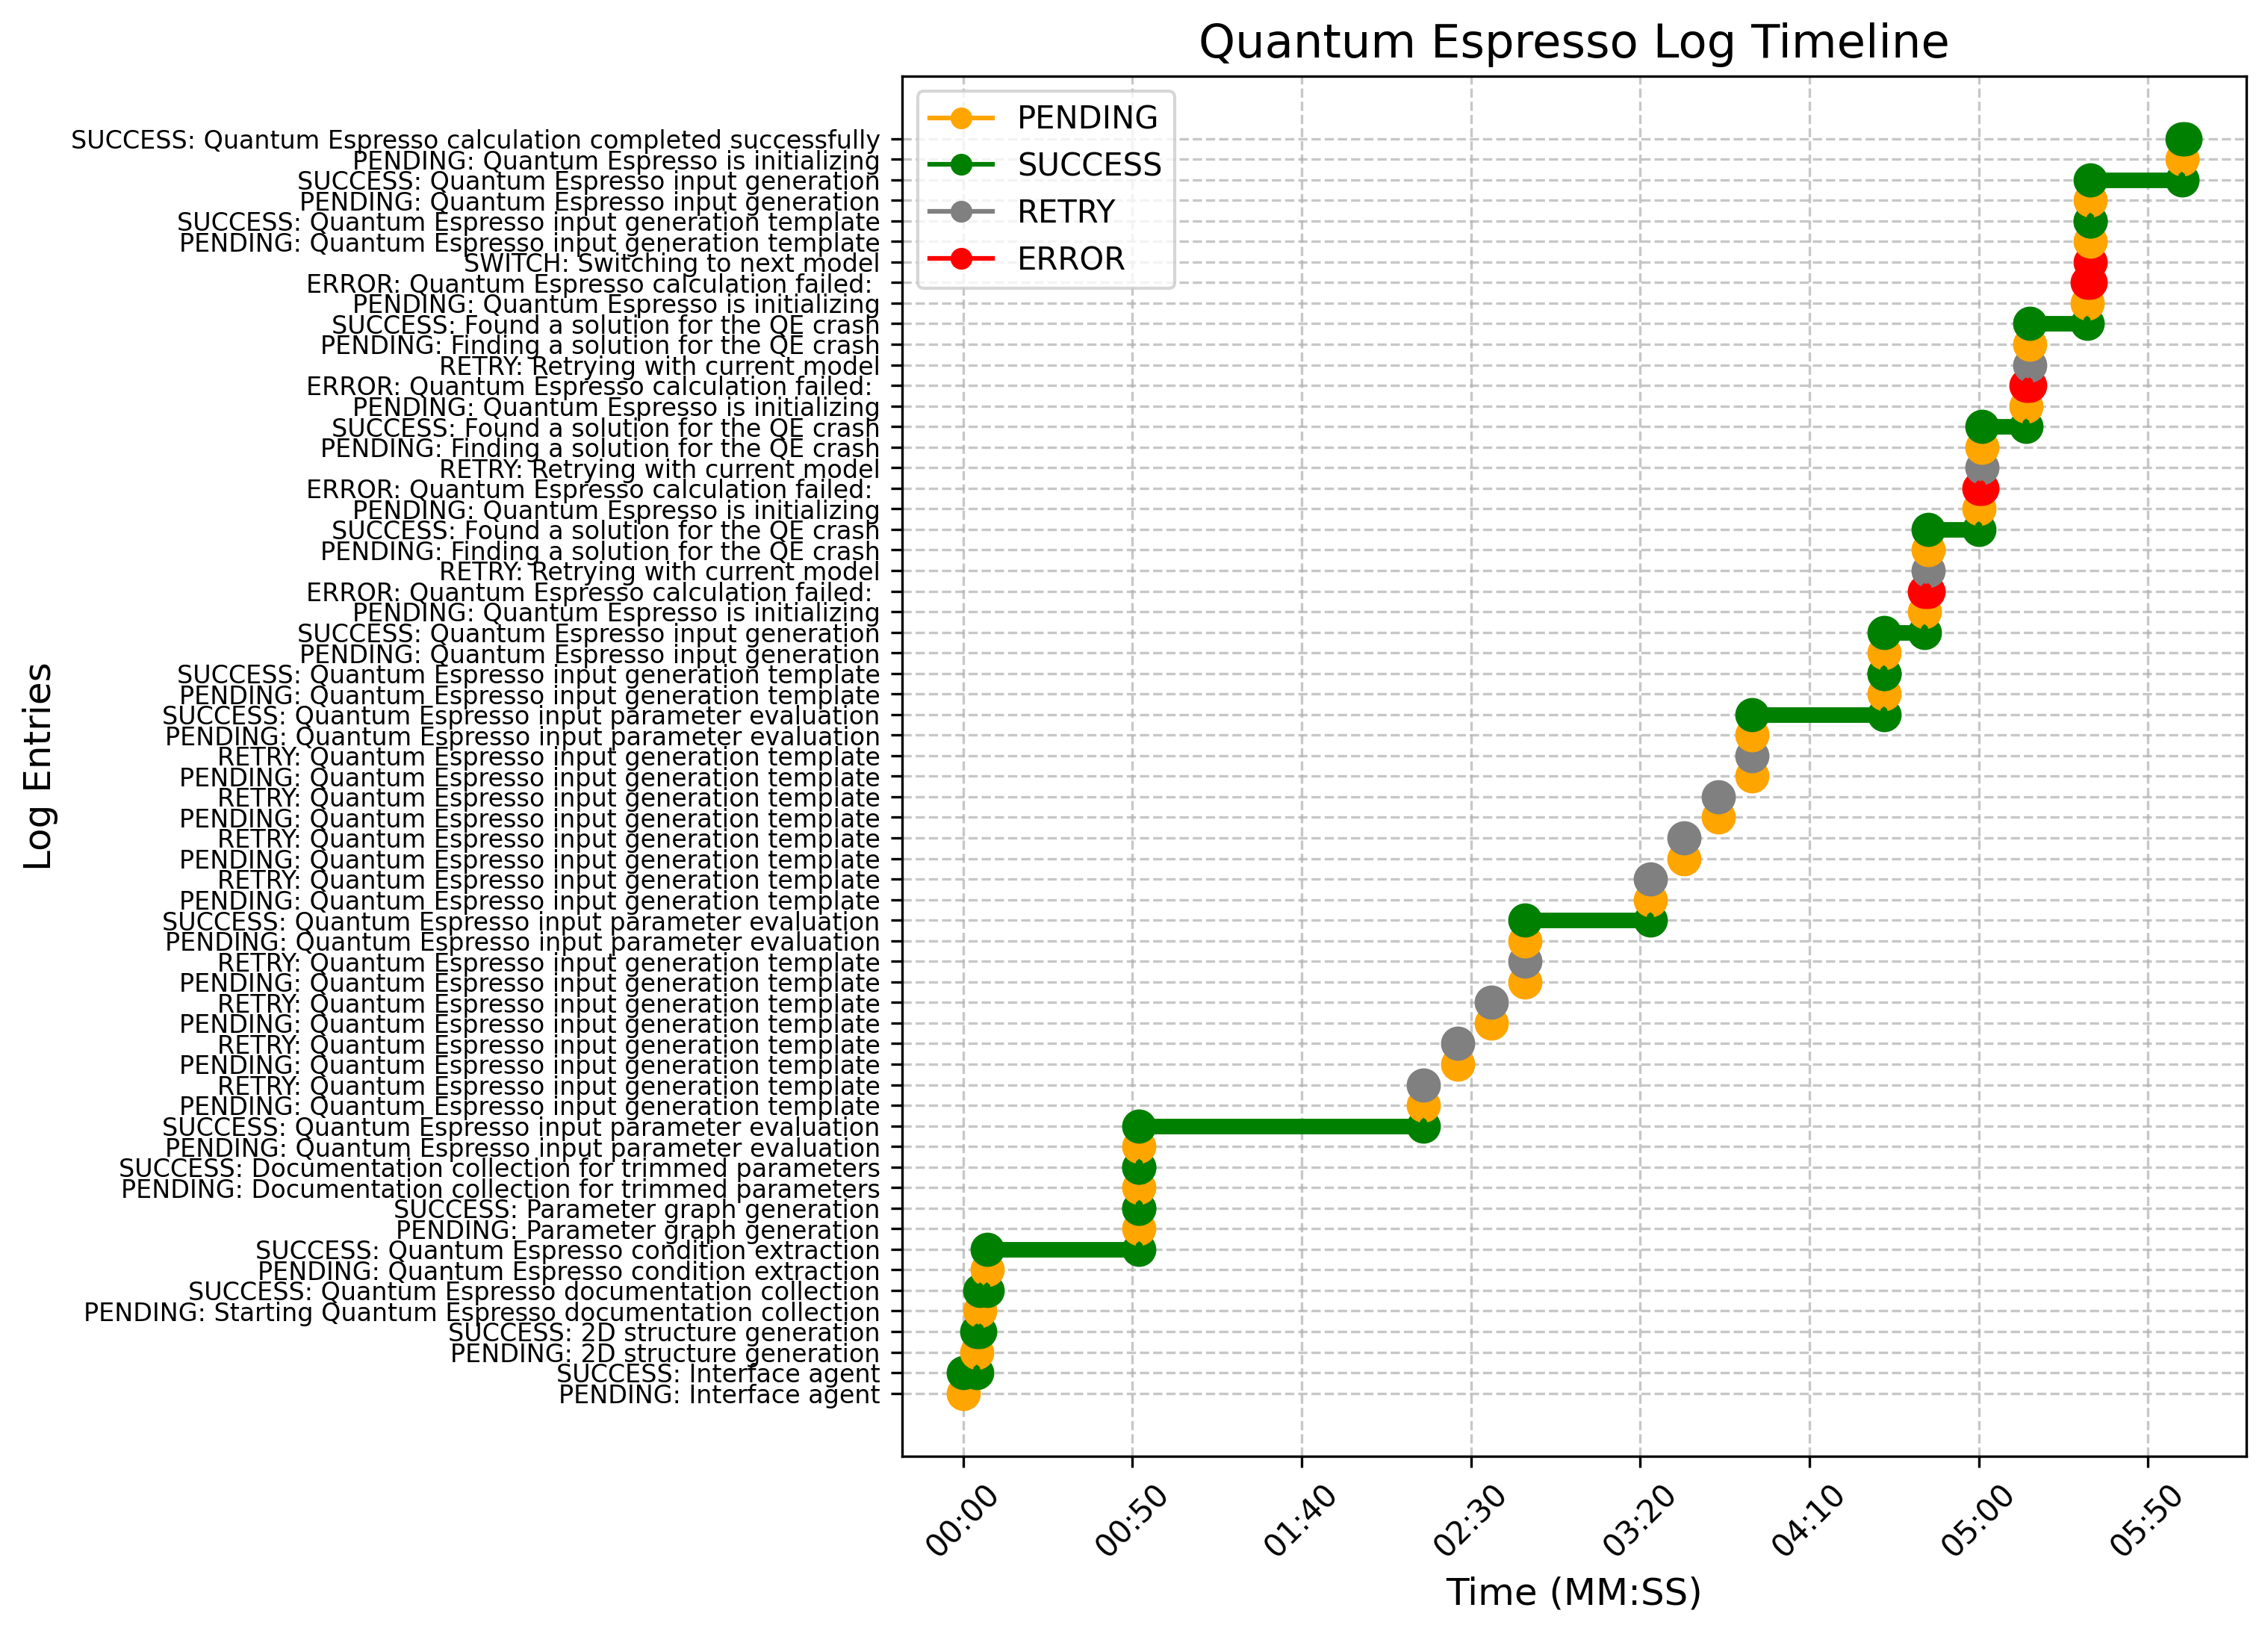 Quantum Espresso Log Timeline
PENDING
SUCCESS
RETRY
ERROR
SUCCESS: Quantum Espresso calculation completed successfully
PENDING: Quantum Espresso is initializing
SUCCESS: Quantum Espresso input generation
PENDING: Quantum Espresso input generation
SUCCESS: Quantum Espresso input generation template
PENDING: Quantum Espresso input generation template
SWITCH: Switching to next model
ERROR: Quantum Espresso calculation failed:
PENDING: Quantum Espresso is initializing
SUCCESS: Found a solution for the QE crash
PENDING: Finding a solution for the QE crash
RETRY: Retrying with current model
ERROR: Quantum Espresso calculation failed:
PENDING: Quantum Espresso is initializing
SUCCESS: Found a solution for the QE crash
PENDING: Finding a solution for the QE crash
RETRY: Retrying with current model
ERROR: Quantum Espresso calculation failed:
PENDING: Quantum Espresso is initializing
SUCCESS: Found a solution for the QE crash
PENDING: Finding a solution for the QE crash
RETRY: Retrying with current model
ERROR: Quantum Espresso calculation failed:
PENDING: Quantum Espresso is initializing
SUCCESS: Quantum Espresso input generation
PENDING: Quantum Espresso input generation
SUCCESS: Quantum Espresso input generation template
PENDING: Quantum Espresso input generation template
SUCCESS: Quantum Espresso input parameter evaluation
PENDING: Quantum Espresso input parameter evaluation
RETRY: Quantum Espresso input generation template
PENDING: Quantum Espresso input generation template
RETRY: Quantum Espresso input generation template
PENDING: Quantum Espresso input generation template
RETRY: Quantum Espresso input generation template
PENDING: Quantum Espresso input generation template
RETRY: Quantum Espresso input generation template
PENDING: Quantum Espresso input generation template
SUCCESS: Quantum Espresso input parameter evaluation
PENDING: Quantum Espresso input parameter evaluation
RETRY: Quantum Espresso input generation template
PENDING: Quantum Espresso input generation template
RETRY: Quantum Espresso input generation template
PENDING: Quantum Espresso input generation template
RETRY: Quantum Espresso input generation template
PENDING: Quantum Espresso input generation template
RETRY: Quantum Espresso input generation template
PENDING: Quantum Espresso input generation template
SUCCESS: Quantum Espresso input parameter evaluation
PENDING: Quantum Espresso input parameter evaluation
SUCCESS: Documentation collection for trimmed parameters
PENDING: Documentation collection for trimmed parameters
SUCCESS: Parameter graph generation
PENDING: Parameter graph generation
SUCCESS: Quantum Espresso condition extraction
PENDING: Quantum Espresso condition extraction
SUCCESS: Quantum Espresso documentation collection
PENDING: Starting Quantum Espresso documentation collection
SUCCESS: 2D structure generation
PENDING: 2D structure generation
SUCCESS: Interface agent
PENDING: Interface agent
Log Entries
00:00
00:50
01:40
02:30
03:20
04:10
05:00
05:50
Time (MM:SS)